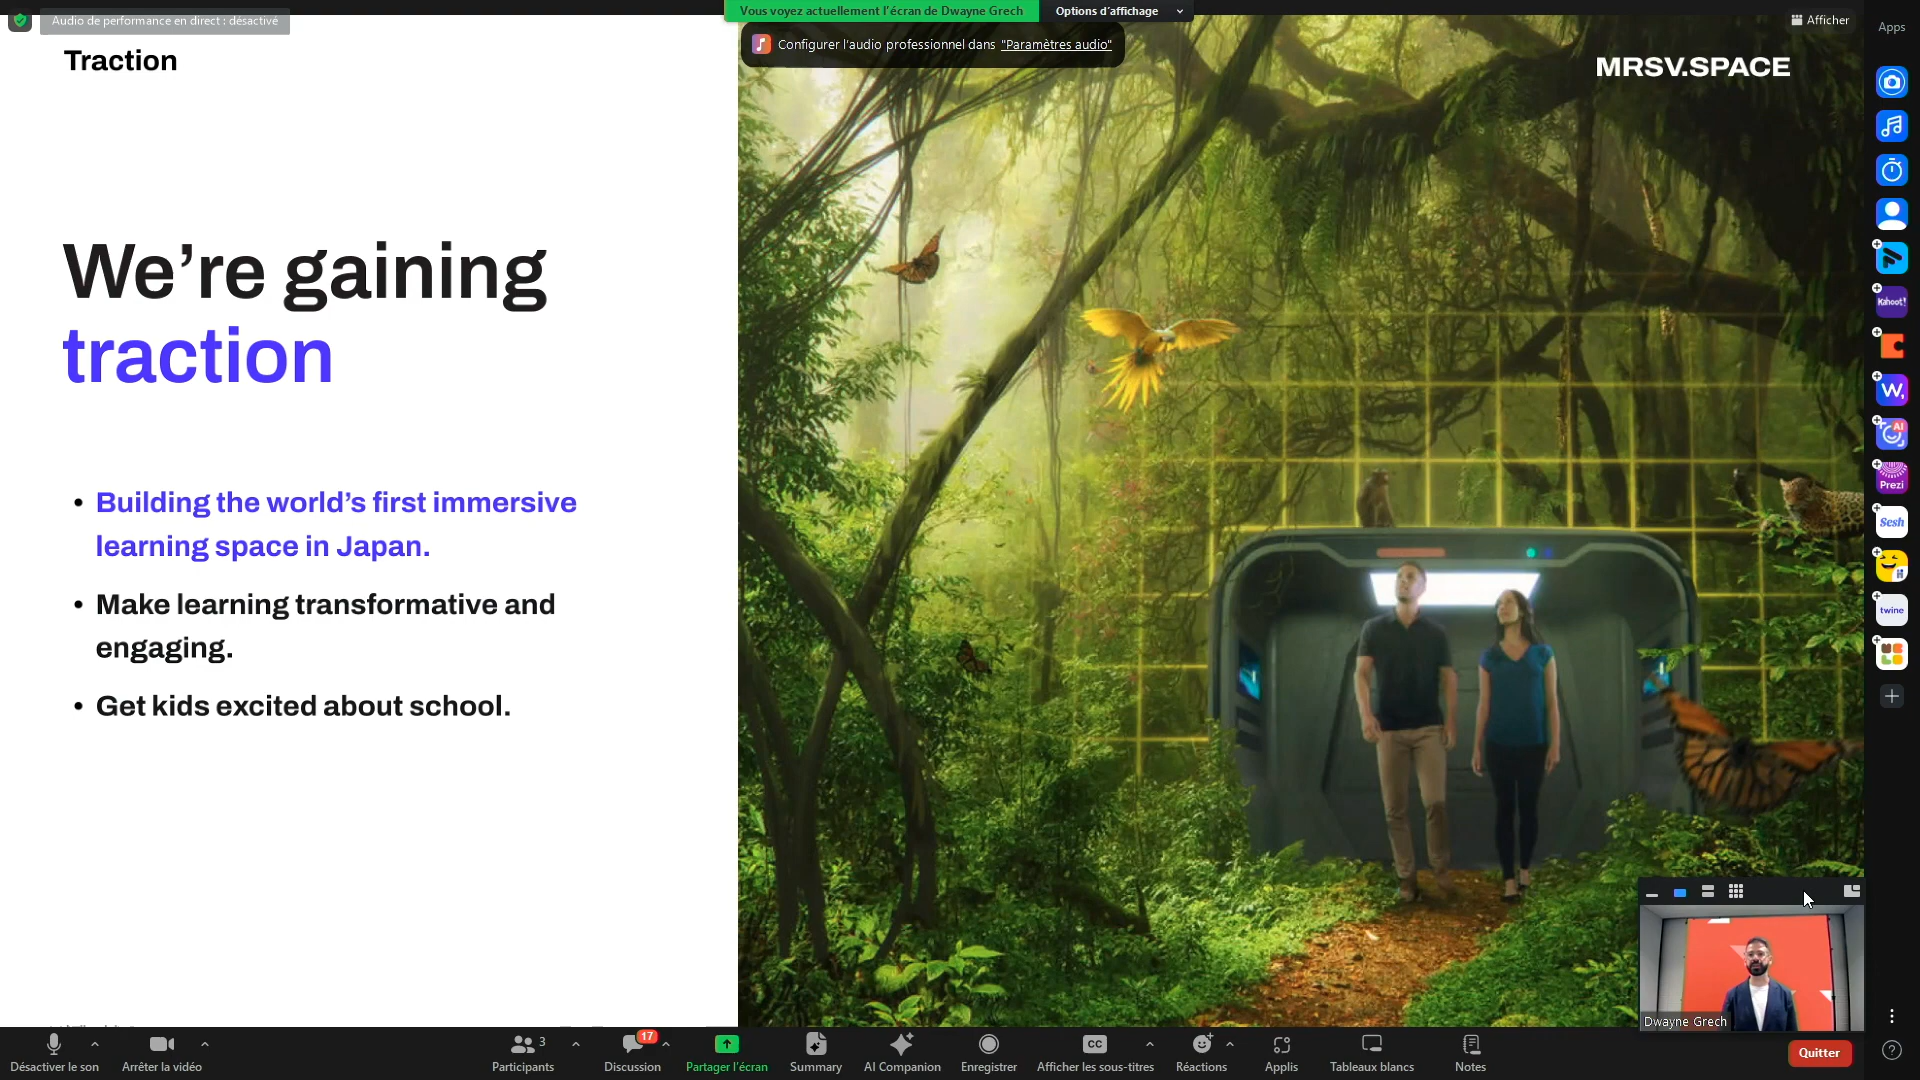 Audio de performance en direct : désactivé
Vous voyez actuellement l'écran de Dwayne Grech
Options d'affichage
Afficher
Apps
Configurer l'audio professionnel dans "Paramètres audio"
Traction
MRSV.SPACE
We're gaining
traction
• Building the world's first immersive
learning space in Japan.
• Make learning transformative and
engaging.
• Get kids excited about school.
Kahoot!
W,
AI
Prezi
Sesh
twine
Dwayne Grech
Désactiver le son
Arrêter la vidéo
Participants
3
Discussion
17
Partager l'écran
Summary
AI Companion
Enregistrer
CC
Afficher les sous-titres
Réactions
Applis
Tableaux blancs
Notes
Quitter